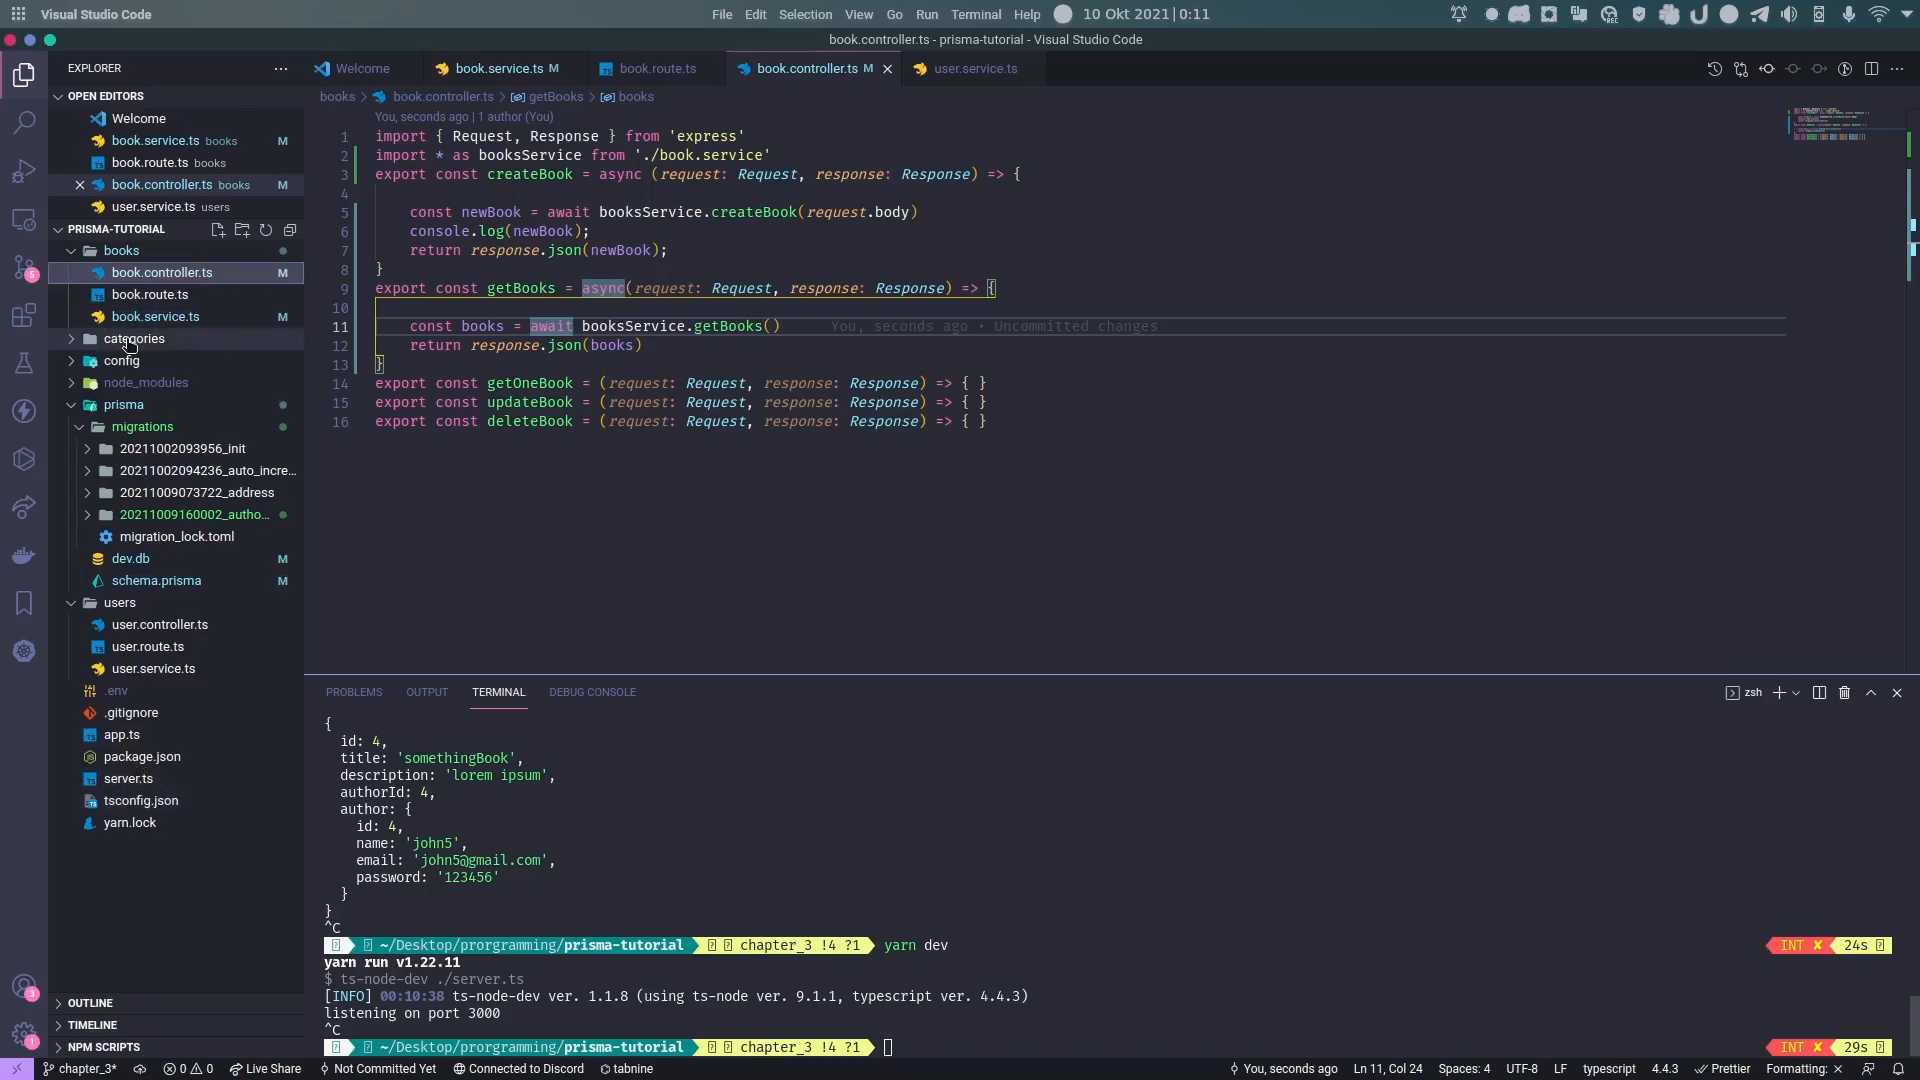 Visual Studio Code
File Edit Selection View Go Run Terminal Help 10 Okt 2021 | 0:11
book.controller.ts - prisma-tutorial - Visual Studio Code
EXPLORER
Welcome
book.service.ts M
book.route.ts
book.controller.ts M
user.service.ts
OPEN EDITORS
Welcome
book.service.ts books M
book.route.ts books
book.controller.ts books M
user.service.ts users
PRISMA-TUTORIAL
books
book.controller.ts M
book.route.ts
book.service.ts M
categories
config
node_modules
prisma
migrations
20211002093956_init
20211002094236_auto_incre...
20211009073722_address
20211009160002_autho...
migration_lock.toml
dev.db M
schema.prisma M
users
user.controller.ts
user.route.ts
user.service.ts
.env
.gitignore
app.ts
package.json
server.ts
tsconfig.json
yarn.lock
OUTLINE
TIMELINE
NPM SCRIPTS
5
3
1
books > book.controller.ts > getBooks > books
You, seconds ago | 1 author (You)
1 import { Request, Response } from 'express'
2 import * as booksService from './book.service'
3 export const createBook = async (request: Request, response: Response) => {
4
5 const newBook = await booksService.createBook(request.body)
6 console.log(newBook);
7 return response.json(newBook);
8 }
9 export const getBooks = async(request: Request, response: Response) => {
10
11 const books = await booksService.getBooks() You, seconds ago • Uncommitted changes
12 return response.json(books)
13 }
14 export const getOneBook = (request: Request, response: Response) => { }
15 export const updateBook = (request: Request, response: Response) => { }
16 export const deleteBook = (request: Request, response: Response) => { }
PROBLEMS OUTPUT TERMINAL DEBUG CONSOLE
zsh
{
id: 4,
title: 'somethingBook',
description: 'lorem ipsum',
authorId: 4,
author: {
id: 4,
name: 'john5',
email: 'john5@gmail.com',
password: '123456'
}
}
^C
~/Desktop/prorgramming/prisma-tutorial chapter_3 !4 ?1 yarn dev INT ✘ 24s
yarn run v1.22.11
$ ts-node-dev ./server.ts
[INFO] 00:10:38 ts-node-dev ver. 1.1.8 (using ts-node ver. 9.1.1, typescript ver. 4.4.3)
listening on port 3000
^C
~/Desktop/prorgramming/prisma-tutorial chapter_3 !4 ?1 INT ✘ 29s
chapter_3* 0 0 Live Share Not Committed Yet Connected to Discord tabnine You, seconds ago Ln 11, Col 24 Spaces: 4 UTF-8 LF typescript 4.4.3 Prettier Formatting: ×